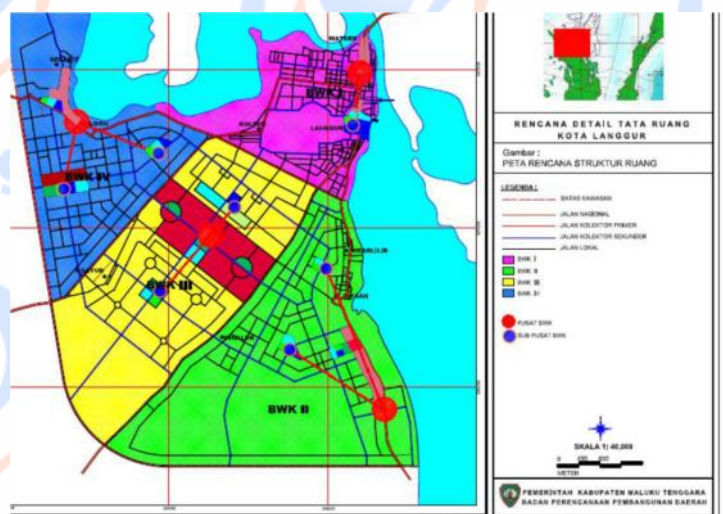 WATDEK
BWK I
LANGGUR
BWK IV
BWK III
BWK II
RENCANA DETAIL TATA RUANG
KOTA LANGGUR
Gambar :
PETA RENCANA STRUKTUR RUANG
LEGENDA :
BATAS KAWASAN
JALAN NASIONAL
JALAN KOLEKTOR PRIMER
JALAN KOLEKTOR SEKUNDER
JALAN LOKAL
BWK I
BWK II
BWK III
BWK IV
PUSAT BWK
SUB PUSAT BWK
SKALA 1: 40,000
METER
PEMERINTAH KABUPATEN MALUKU TENGGARA
BADAN PERENCANAAN PEMBANGUNAN DAERAH